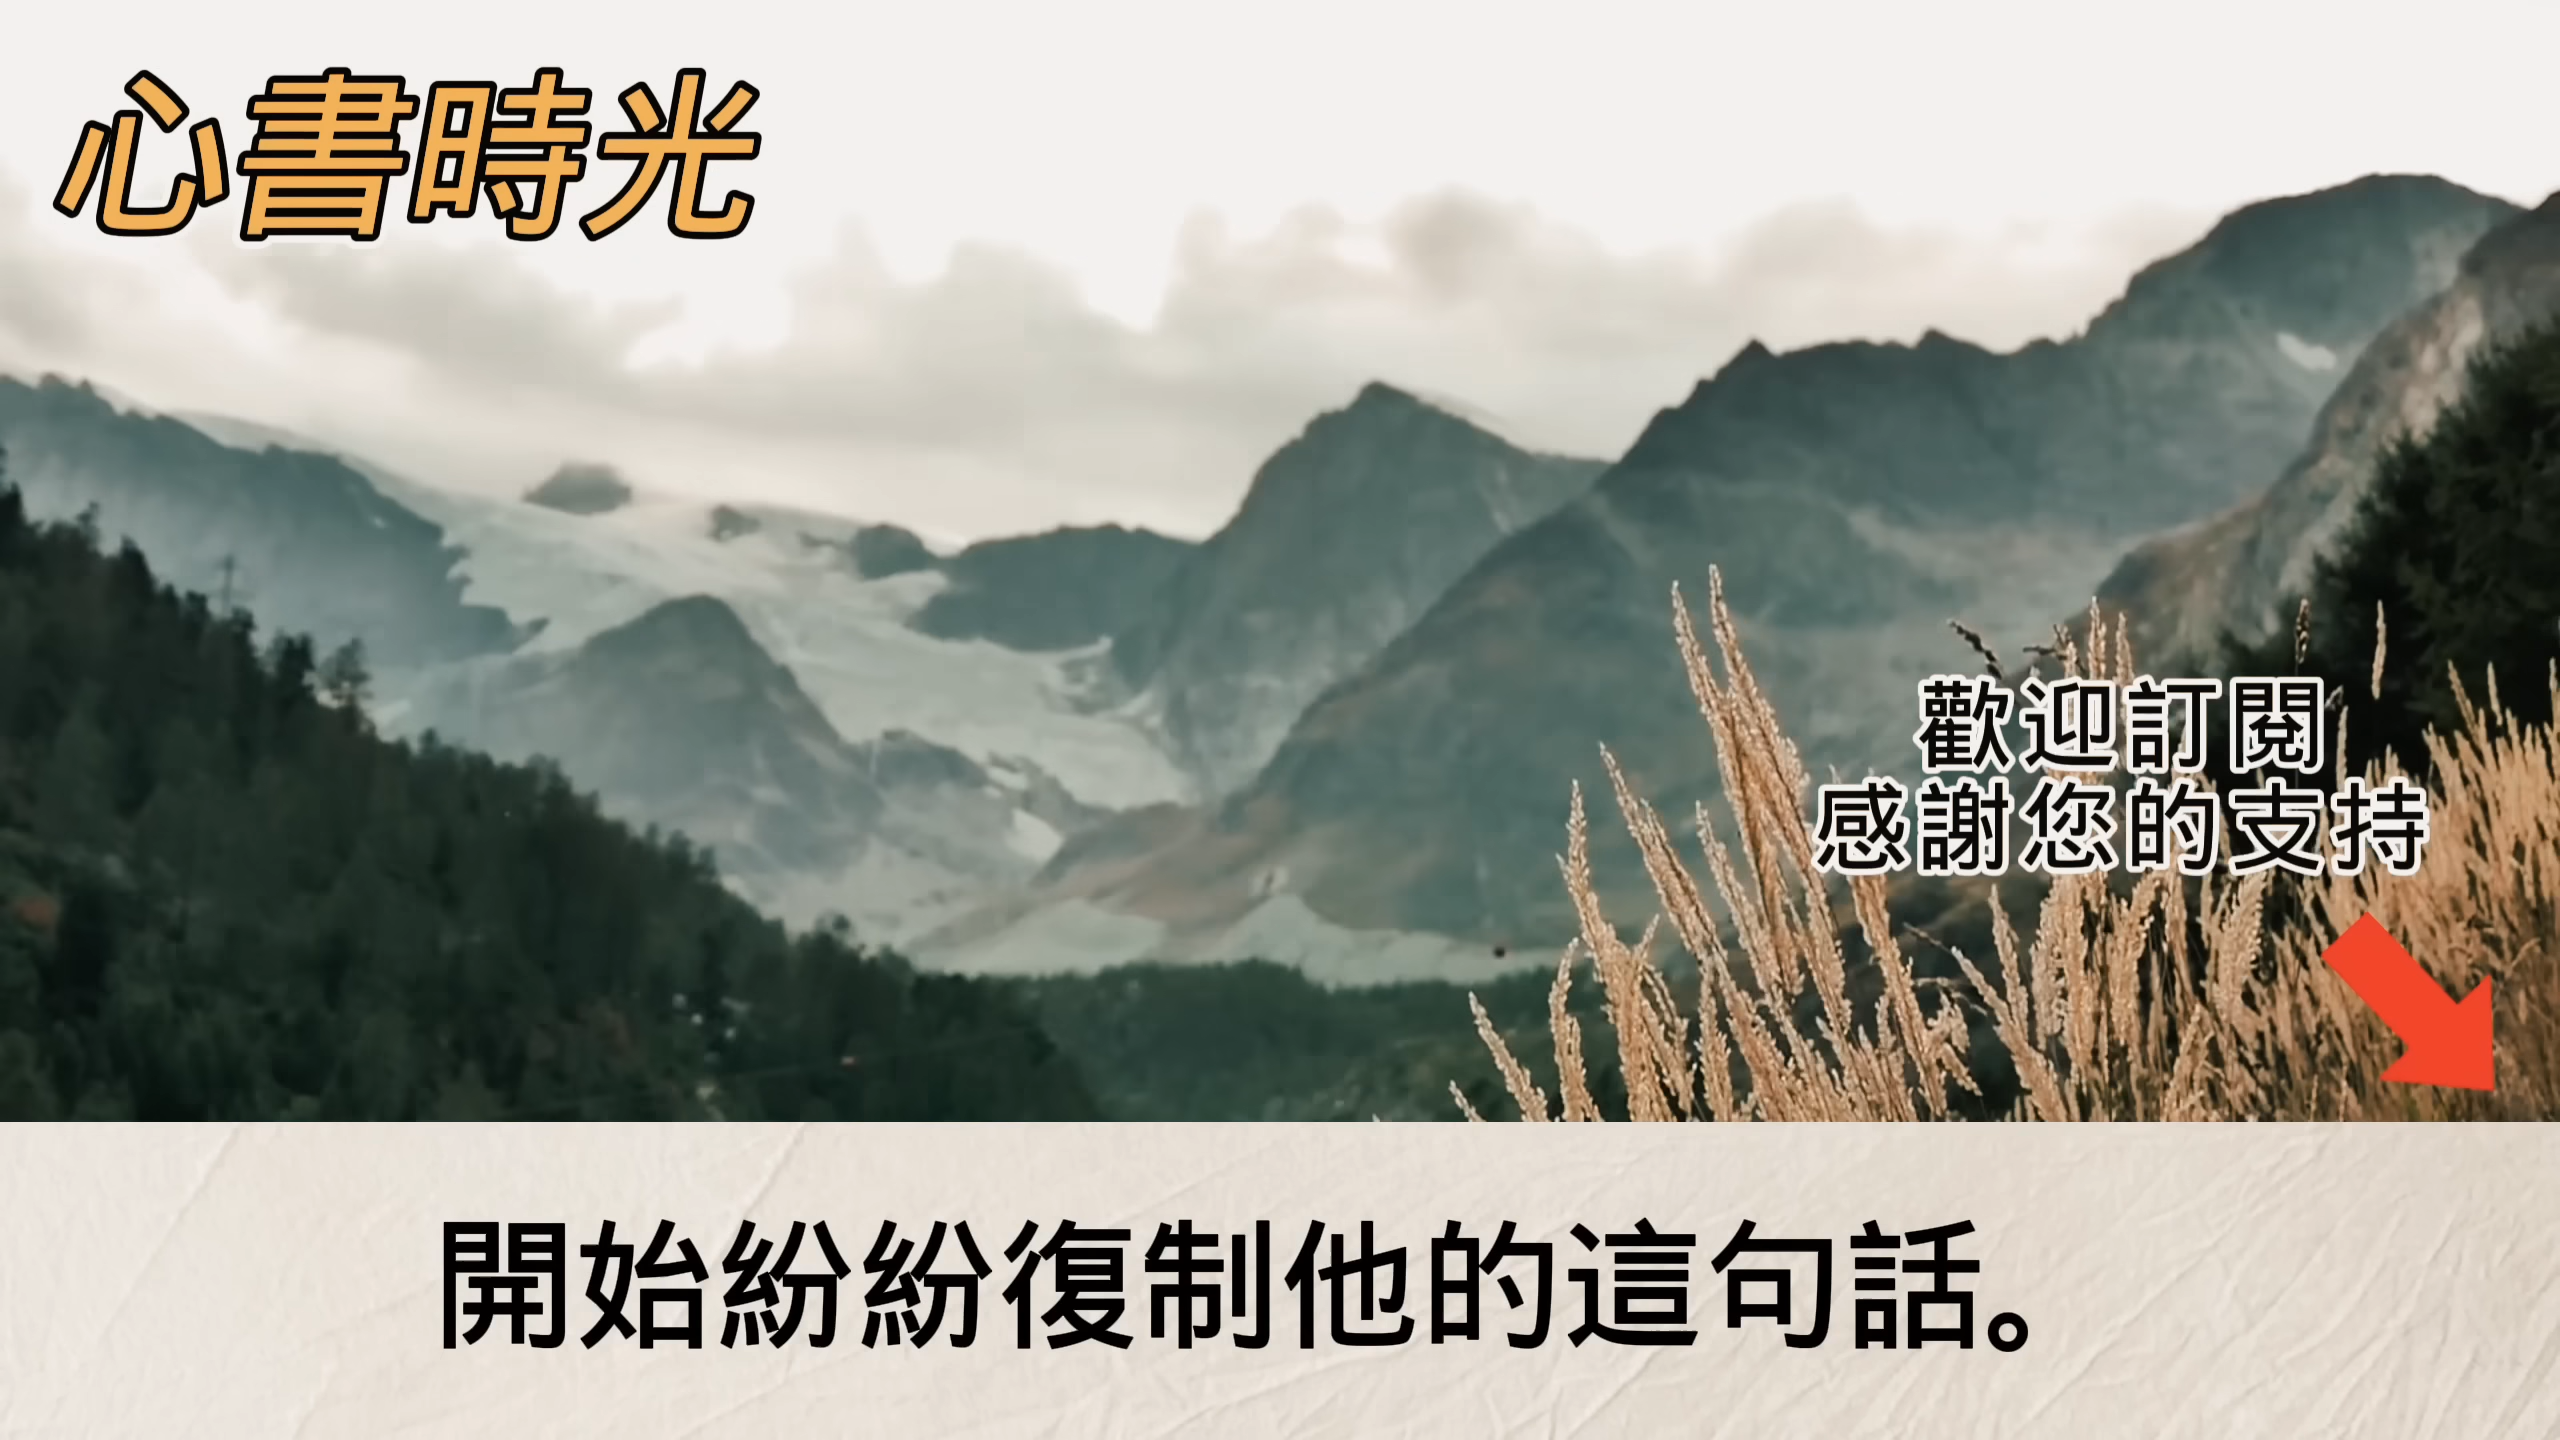 心書時光
歡迎訂閱
感謝您的支持
開始紛紛復制他的這句話。